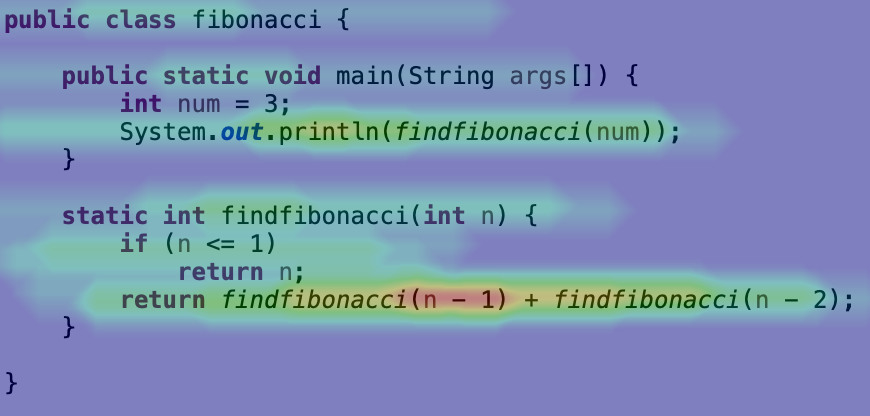 public class fibonacci {
public static void main(String args[]) {
int num = 3;
System.out.println(findfibonacci(num));
}
static int findfibonacci(int n) {
if (n <= 1)
return n;
return findfibonacci(n − 1) + findfibonacci(n − 2);
}
}